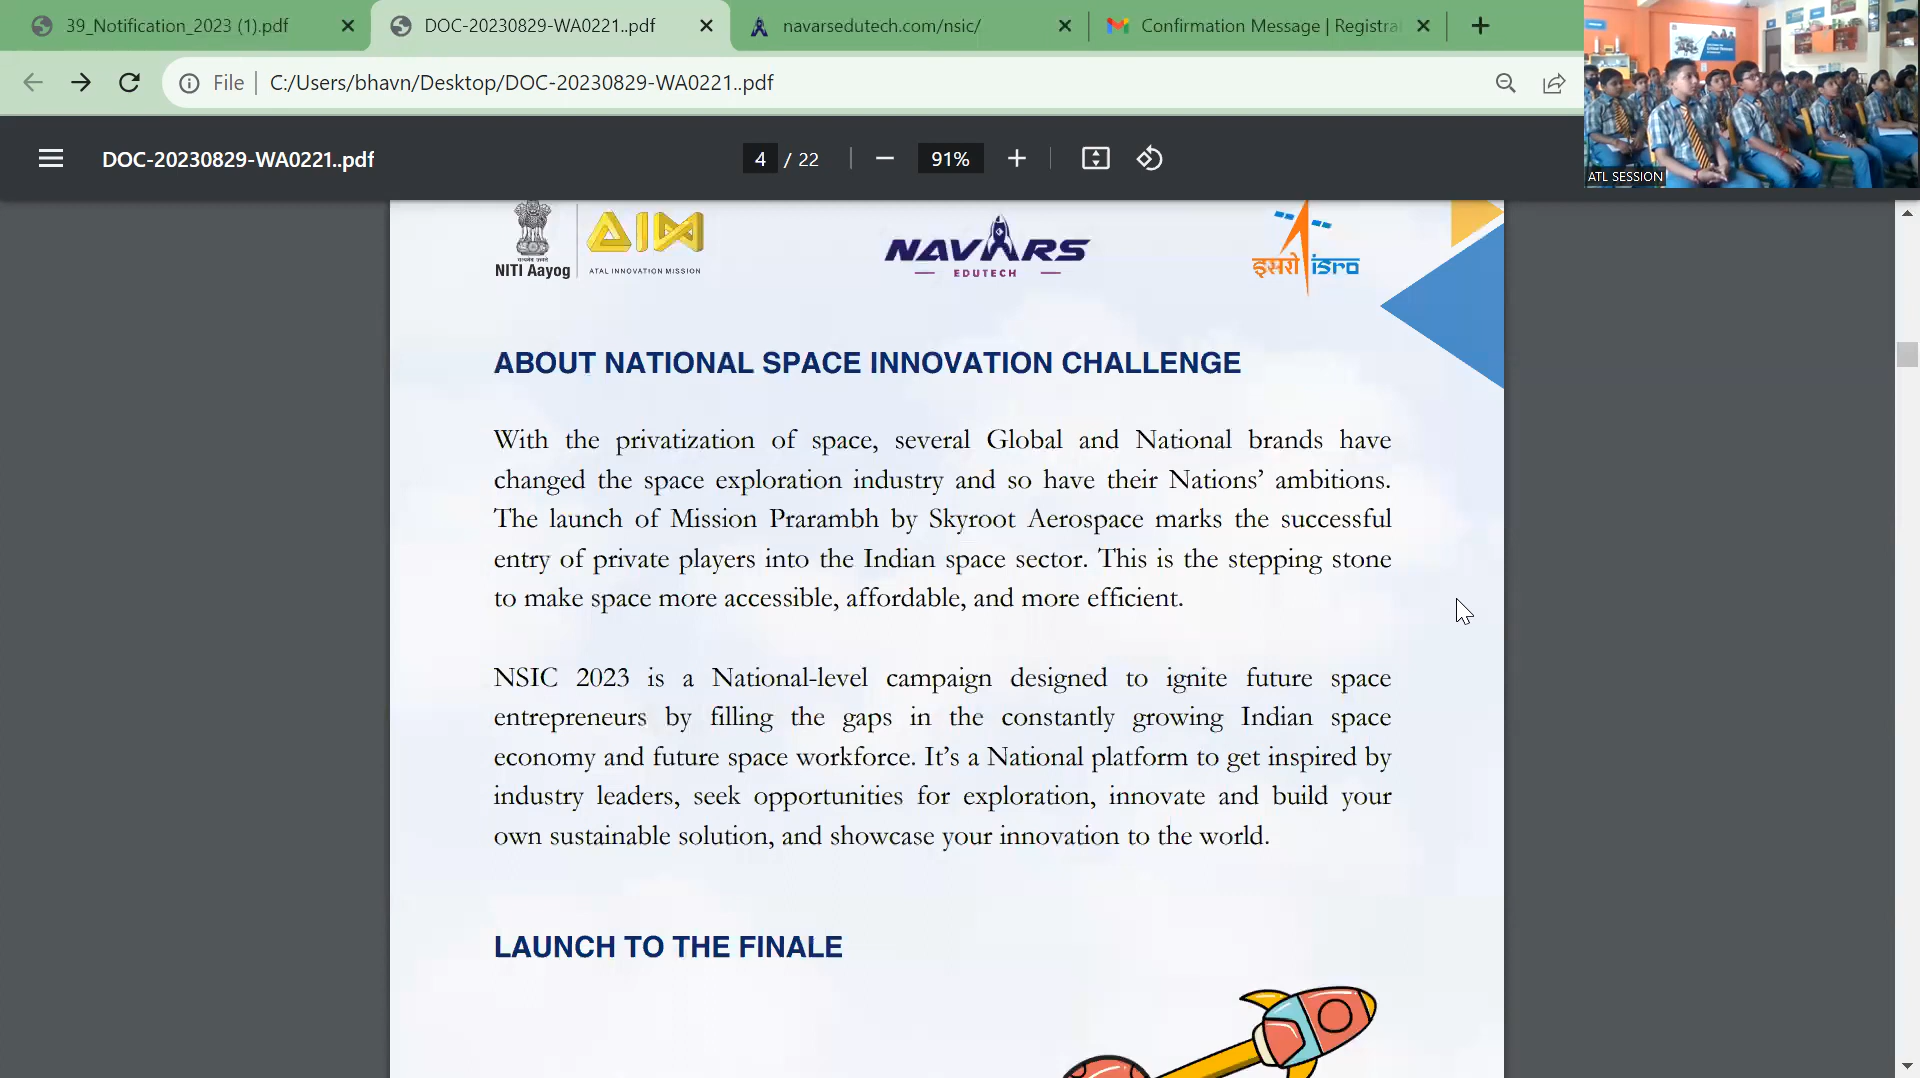 39_Notification_2023 (1).pdf
DOC-20230829-WA0221..pdf
navarsedutech.com/nsic/
Confirmation Message | Registra
File
C:/Users/bhavn/Desktop/DOC-20230829-WA0221..pdf
DOC-20230829-WA0221..pdf
4 / 22
91%
ATL SESSION
NITI Aayog
AIM
ATAL INNOVATION MISSION
NAVARS
EDUTECH
इसरो isro
ABOUT NATIONAL SPACE INNOVATION CHALLENGE
With the privatization of space, several Global and National brands have
changed the space exploration industry and so have their Nations’ ambitions.
The launch of Mission Prarambh by Skyroot Aerospace marks the successful
entry of private players into the Indian space sector. This is the stepping stone
to make space more accessible, affordable, and more efficient.
NSIC 2023 is a National-level campaign designed to ignite future space
entrepreneurs by filling the gaps in the constantly growing Indian space
economy and future space workforce. It’s a National platform to get inspired by
industry leaders, seek opportunities for exploration, innovate and build your
own sustainable solution, and showcase your innovation to the world.
LAUNCH TO THE FINALE